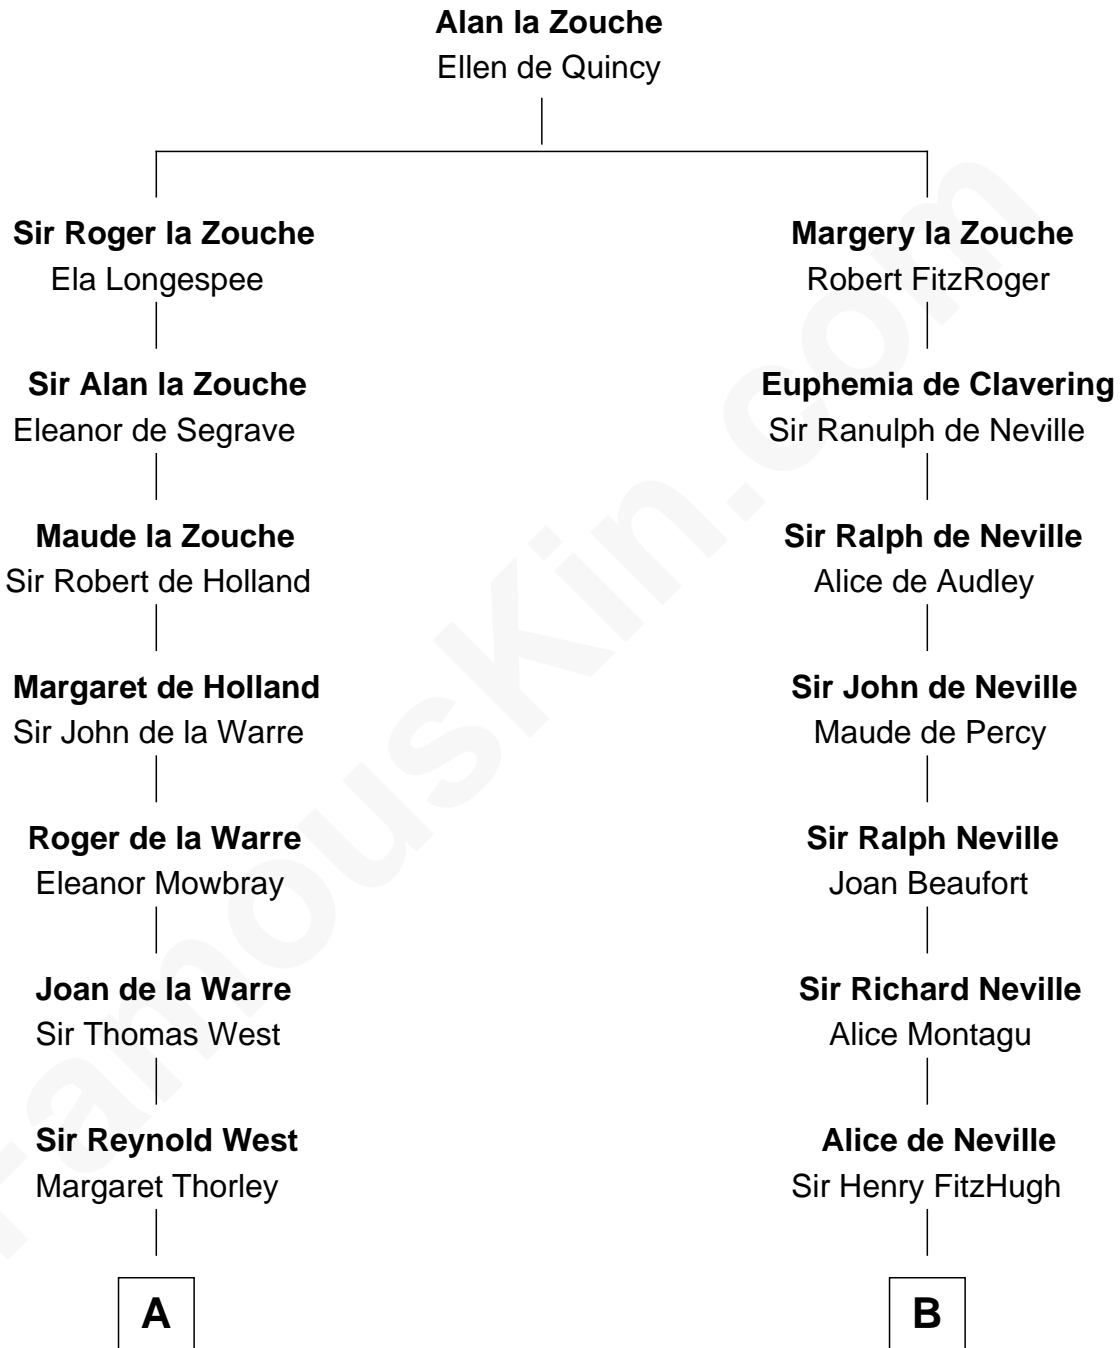 Alan la Zouche
Ellen de Quincy
Sir Roger la Zouche
Ela Longespee
Margery la Zouche
Robert FitzRoger
Sir Alan la Zouche
Eleanor de Segrave
Euphemia de Clavering
Sir Ranulph de Neville
Maude la Zouche
Sir Robert de Holland
Sir Ralph de Neville
Alice de Audley
Margaret de Holland
Sir John de la Warre
Sir John de Neville
Maude de Percy
Roger de la Warre
Eleanor Mowbray
Sir Ralph Neville
Joan Beaufort
Joan de la Warre
Sir Thomas West
Sir Richard Neville
Alice Montagu
Sir Reynold West
Margaret Thorley
Alice de Neville
Sir Henry FitzHugh
A
B
FamousKin.com